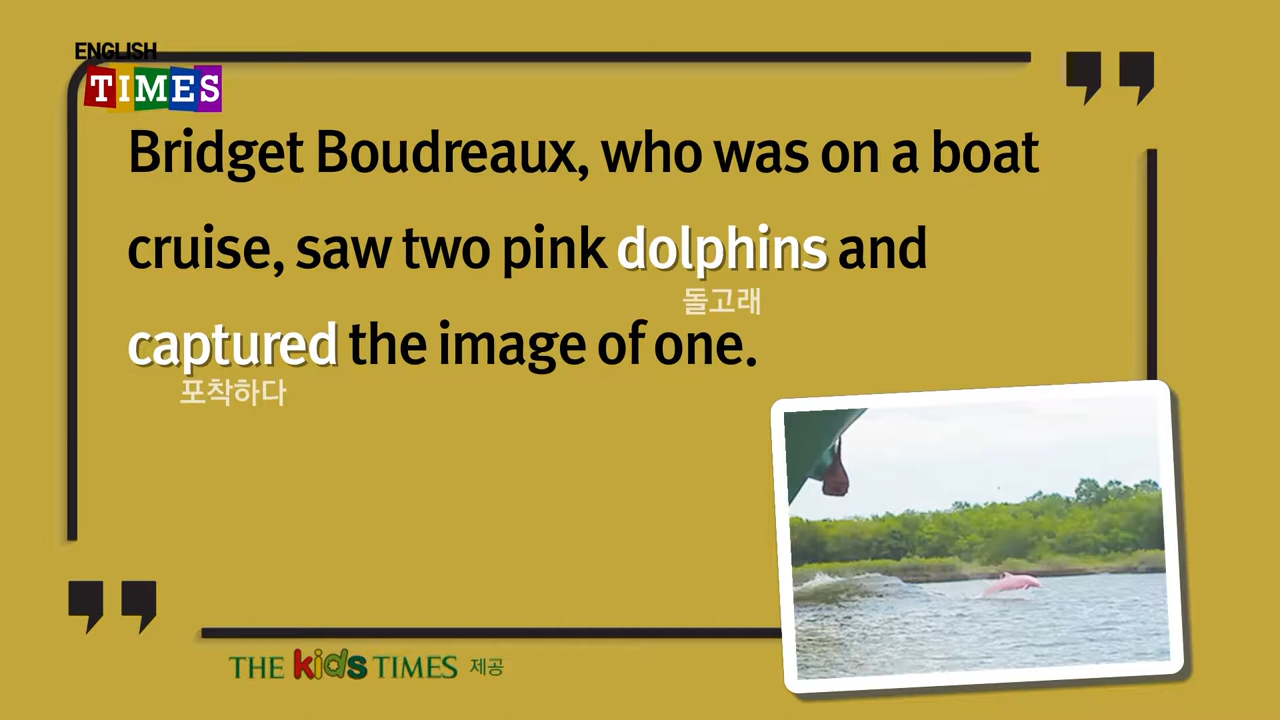 ENGLISH
TIMES
Bridget Boudreaux, who was on a boat
cruise, saw two pink dolphins and
돌고래
captured the image of one.
포착하다
THE kids TIMES 제공